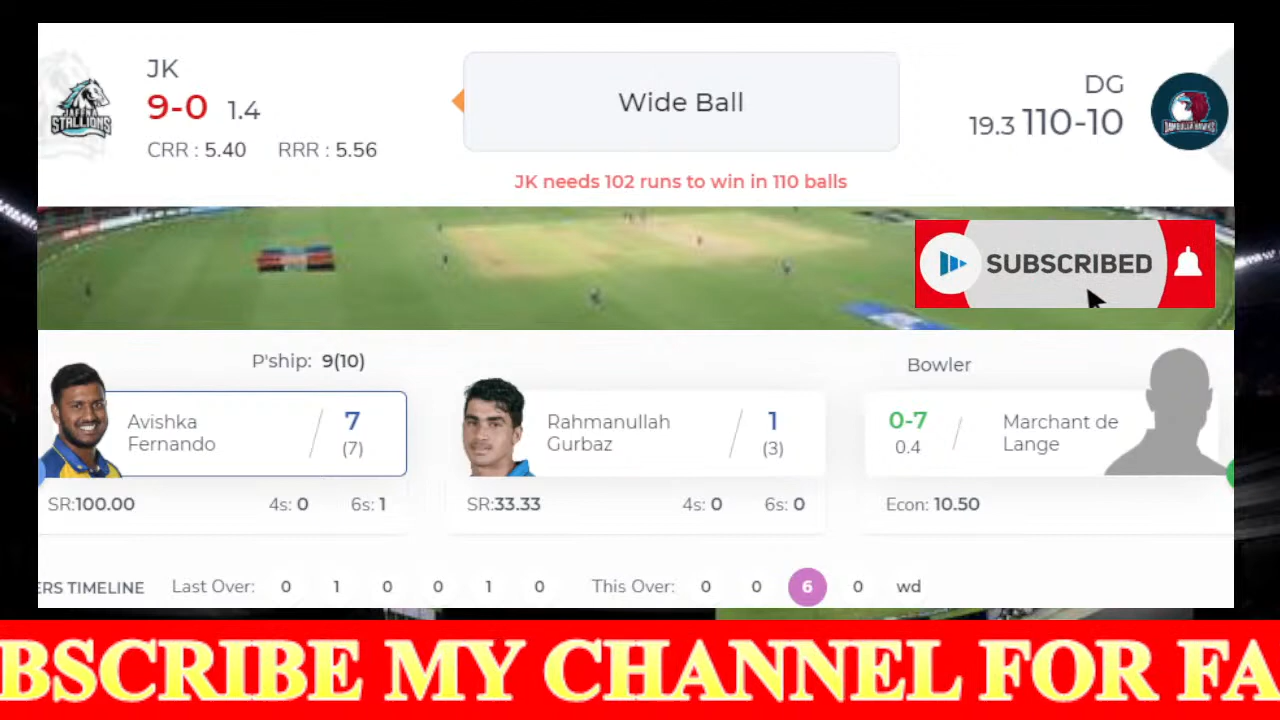 JK
9-0 1.4
CRR : 5.40 RRR : 5.56
JAFFNA
STALLIONS
Wide Ball
JK needs 102 runs to win in 110 balls
DG
19.3 110-10
DAMBULLA HAWKS
SUBSCRIBED
P'ship: 9(10)
Avishka
Fernando
7
(7)
SR:100.00 4s: 0 6s: 1
Rahmanullah
Gurbaz
1
(3)
SR:33.33 4s: 0 6s: 0
Bowler
0-7
0.4
Marchant de
Lange
Econ: 10.50
ERS TIMELINE Last Over: 0 1 0 0 1 0 This Over: 0 0 6 0 wd
BSCRIBE MY CHANNEL FOR FA